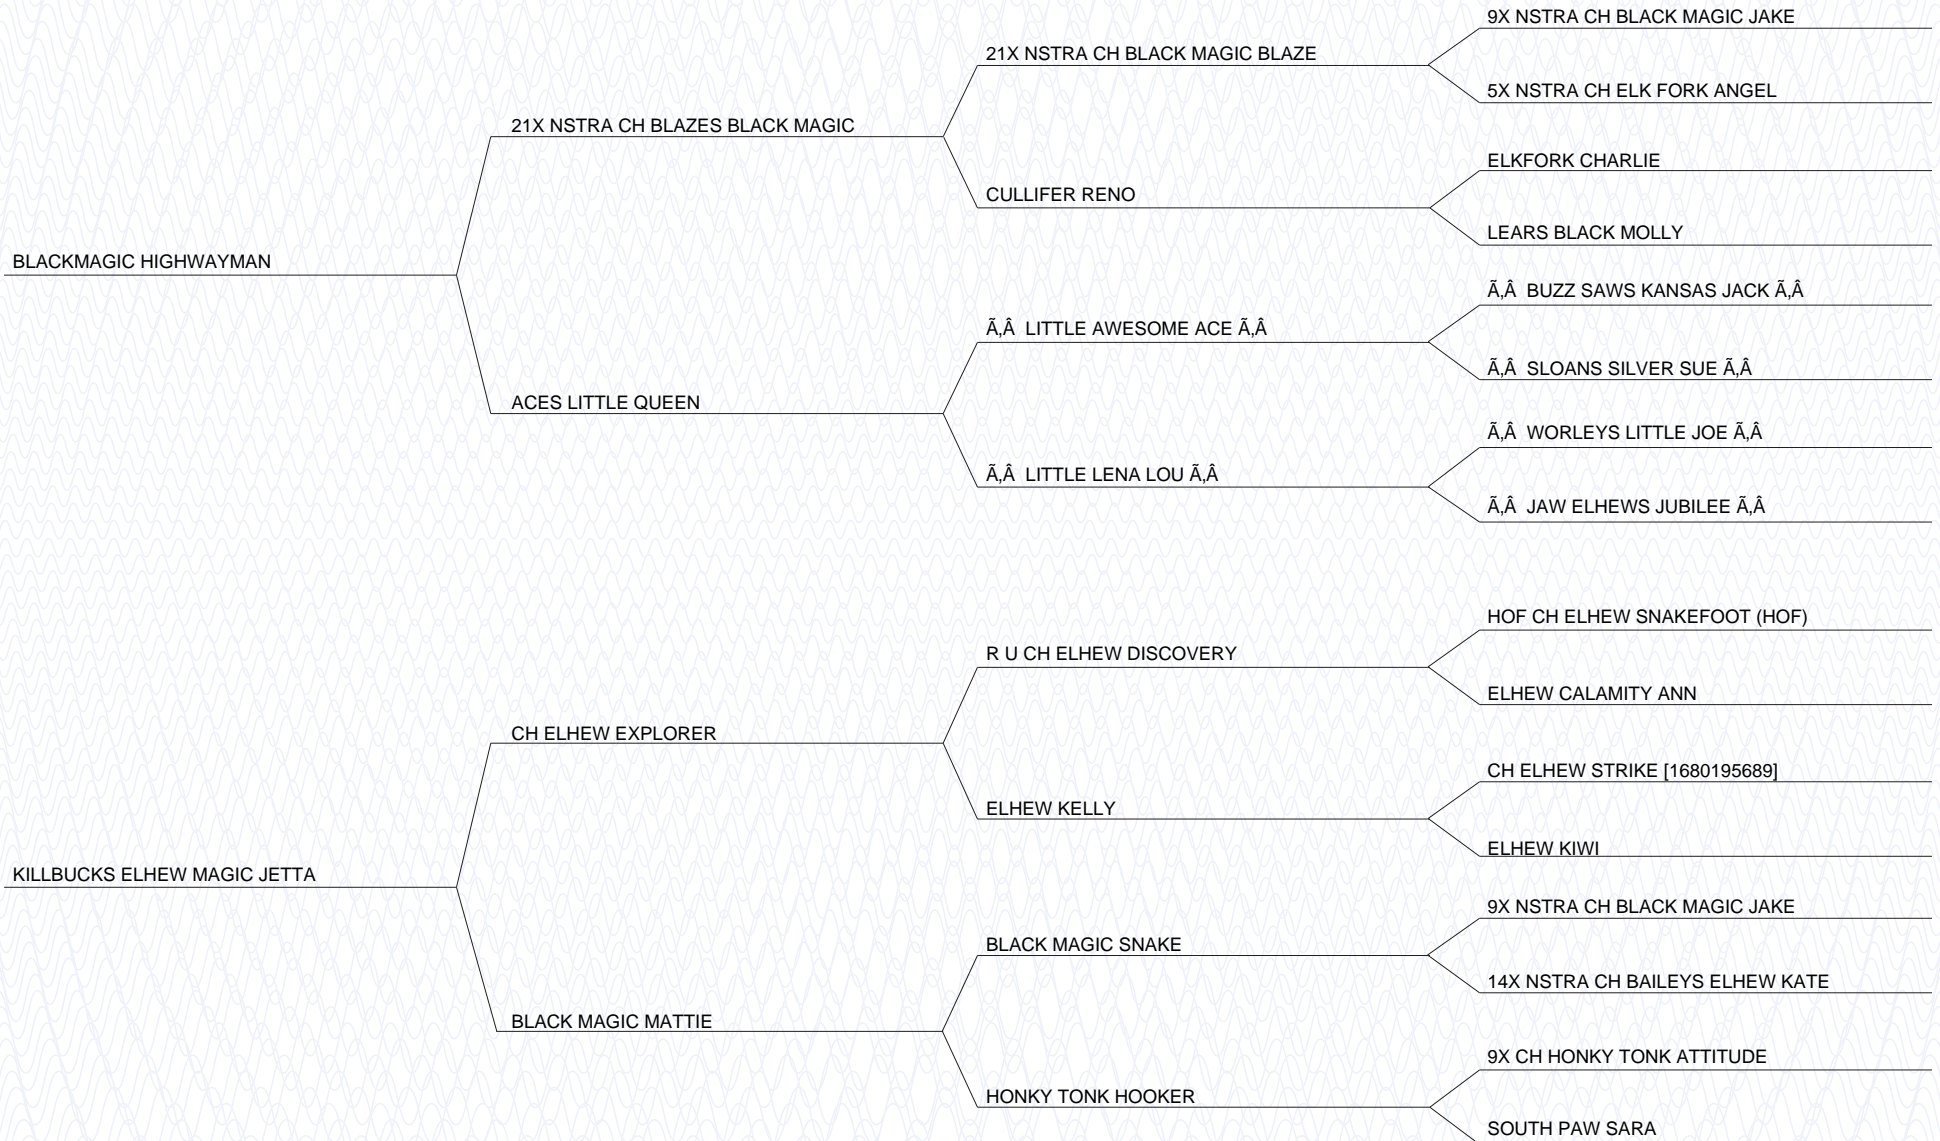 9X NSTRA CH BLACK MAGIC JAKE
21X NSTRA CH BLACK MAGIC BLAZE
5X NSTRA CH ELK FORK ANGEL
21X NSTRA CH BLAZES BLACK MAGIC
ELKFORK CHARLIE
CULLIFER RENO
LEARS BLACK MOLLY
BLACKMAGIC HIGHWAYMAN
Ã‚Â  BUZZ SAWS KANSAS JACK Ã‚Â
Ã‚Â  LITTLE AWESOME ACE Ã‚Â
Ã‚Â  SLOANS SILVER SUE Ã‚Â
ACES LITTLE QUEEN
Ã‚Â  WORLEYS LITTLE JOE Ã‚Â
Ã‚Â  LITTLE LENA LOU Ã‚Â
Ã‚Â  JAW ELHEWS JUBILEE Ã‚Â
HOF CH ELHEW SNAKEFOOT (HOF)
R U CH ELHEW DISCOVERY
ELHEW CALAMITY ANN
CH ELHEW EXPLORER
CH ELHEW STRIKE [1680195689]
ELHEW KELLY
ELHEW KIWI
KILLBUCKS ELHEW MAGIC JETTA
9X NSTRA CH BLACK MAGIC JAKE
BLACK MAGIC SNAKE
14X NSTRA CH BAILEYS ELHEW KATE
BLACK MAGIC MATTIE
9X CH HONKY TONK ATTITUDE
HONKY TONK HOOKER
SOUTH PAW SARA